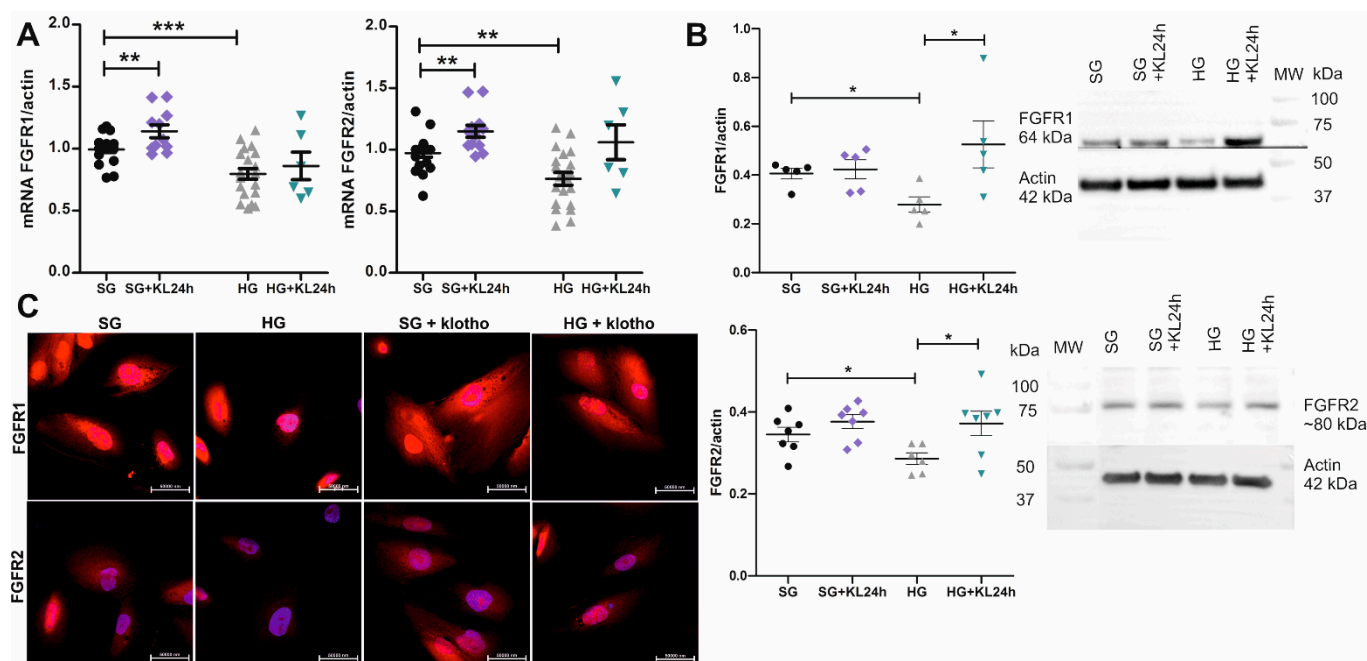 A
mRNA FGFR1/actin
2.0
1.5
1.0
0.5
0.0
***
**
SG
SG+KL24h
HG
HG+KL24h
mRNA FGFR2/actin
2.0
1.5
1.0
0.5
0.0
**
**
SG
SG+KL24h
HG
HG+KL24h
B
FGFR1/actin
1.0
0.8
0.6
0.4
0.2
0.0
*
*
SG
SG+KL24h
HG
HG+KL24h
SG
SG
+KL24h
HG
HG
+KL24h
MW
kDa
FGFR1
64 kDa
Actin
42 kDa
100
75
50
37
C
SG
HG
SG + klotho
HG + klotho
FGFR1
FGFR2
FGFR2/actin
0.6
0.4
0.2
0.0
*
*
SG
SG+KL24h
HG
HG+KL24h
kDa
MW
SG
SG
+KL24h
HG
HG
+KL24h
100
75
50
37
FGFR2
~80 kDa
Actin
42 kDa